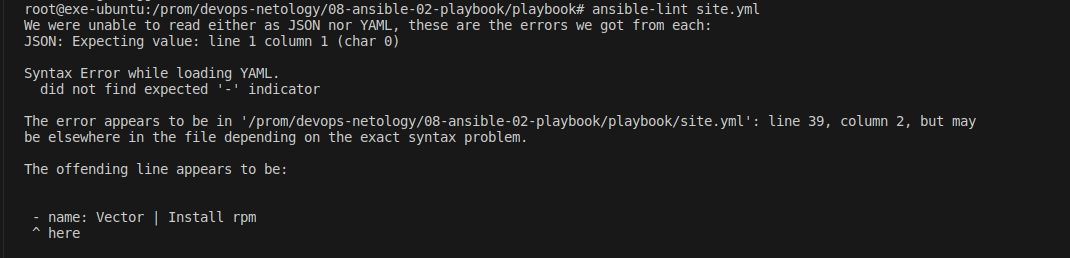 root@exe-ubuntu:/prom/devops-netology/08-ansible-02-playbook/playbook# ansible-lint site.yml
We were unable to read either as JSON nor YAML, these are the errors we got from each:
JSON: Expecting value: line 1 column 1 (char 0)

Syntax Error while loading YAML.
  did not find expected '-' indicator

The error appears to be in '/prom/devops-netology/08-ansible-02-playbook/playbook/site.yml': line 39, column 2, but may
be elsewhere in the file depending on the exact syntax problem.

The offending line appears to be:


 - name: Vector | Install rpm
 ^ here